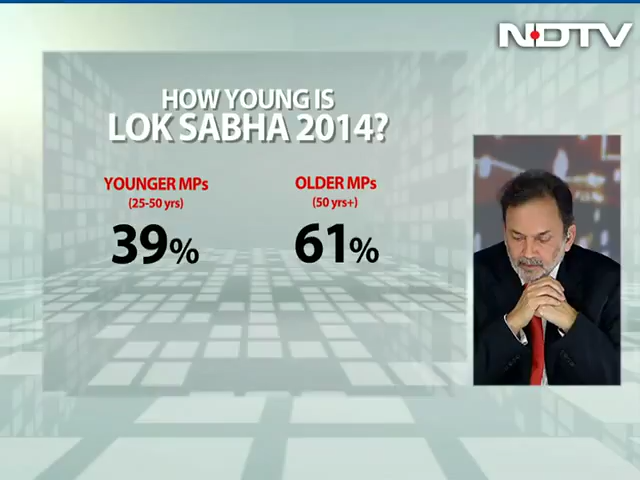 NDTV
HOW YOUNG IS
LOK SABHA 2014?
YOUNGER MPs
(25-50 yrs)
39%
OLDER MPs
(50 yrs+)
61%